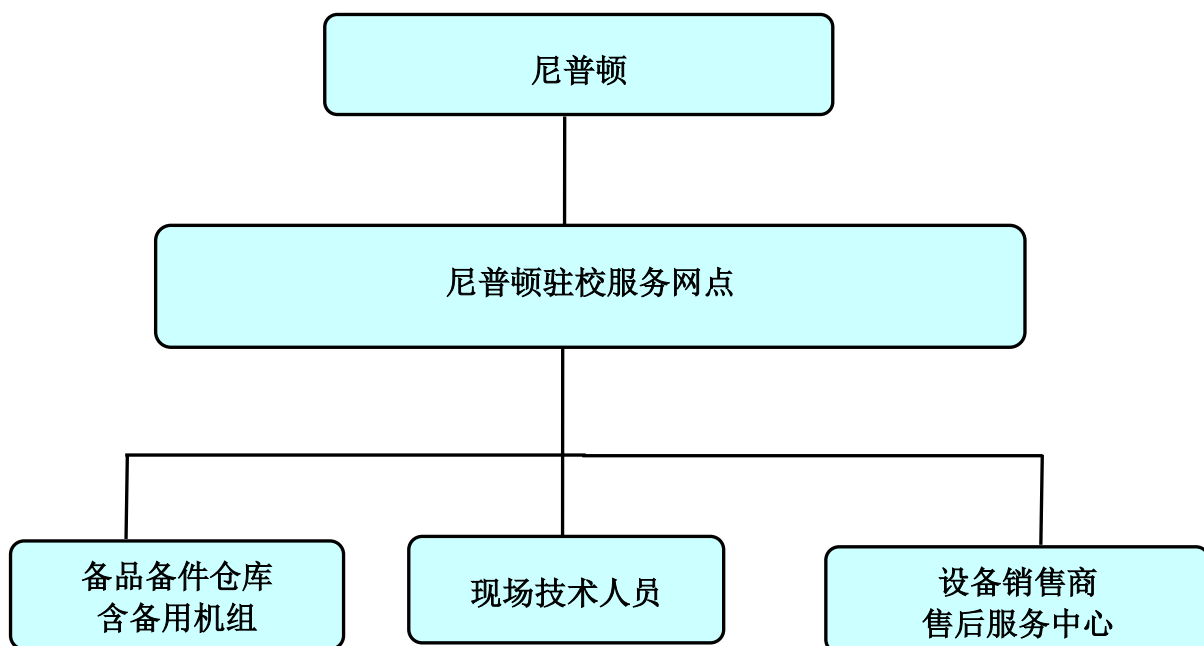 尼普顿
尼普顿驻校服务网点
备品备件仓库
含备用机组
现场技术人员
设备销售商
售后服务中心